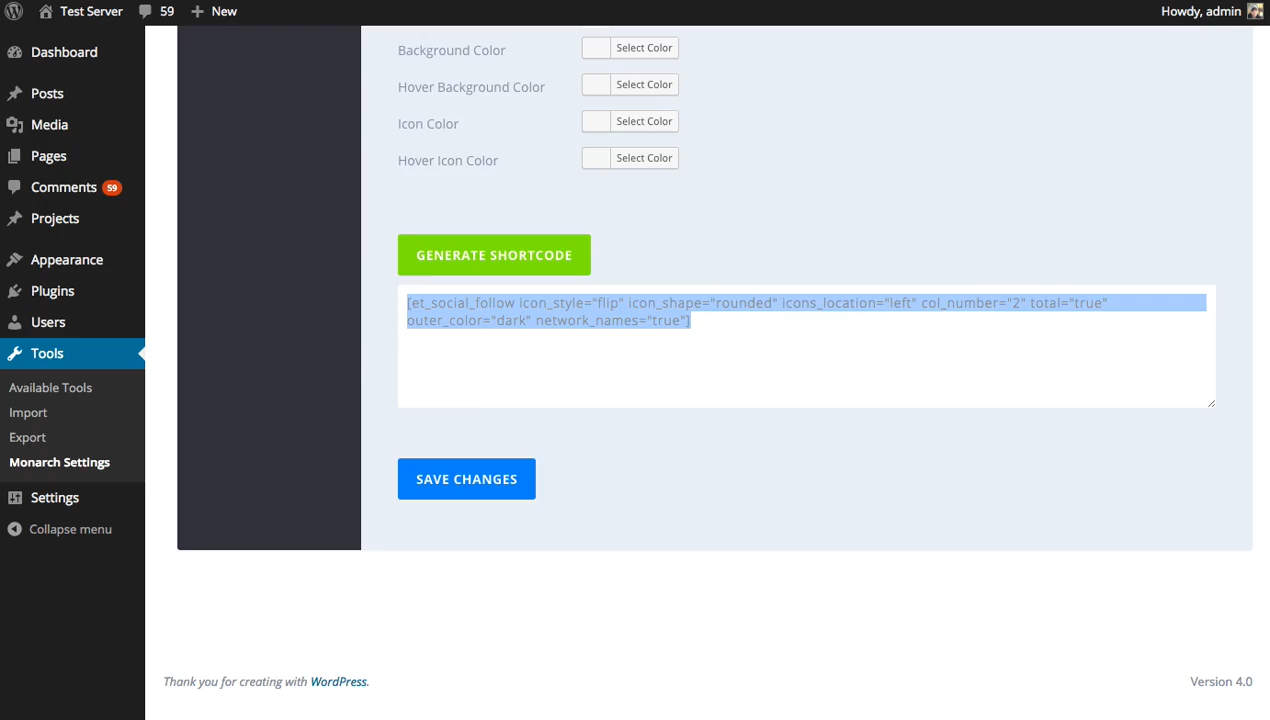 Test Server 59 New Howdy, admin
Dashboard
Posts
Media
Pages
Comments 59
Projects
Appearance
Plugins
Users
Tools
Available Tools
Import
Export
Monarch Settings
Settings
Collapse menu
Background Color Select Color
Hover Background Color Select Color
Icon Color Select Color
Hover Icon Color Select Color
GENERATE SHORTCODE
[et_social_follow icon_style="flip" icon_shape="rounded" icons_location="left" col_number="2" total="true"
outer_color="dark" network_names="true"]
SAVE CHANGES
Thank you for creating with WordPress. Version 4.0